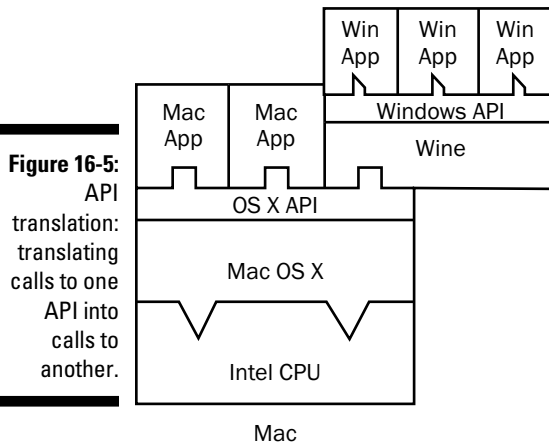 Win App
Win App
Win App
Windows API
Wine
Mac App
Mac App
OS X API
Mac OS X
Intel CPU
Mac
Figure 16-5:
API
translation:
translating
calls to one
API into
calls to
another.